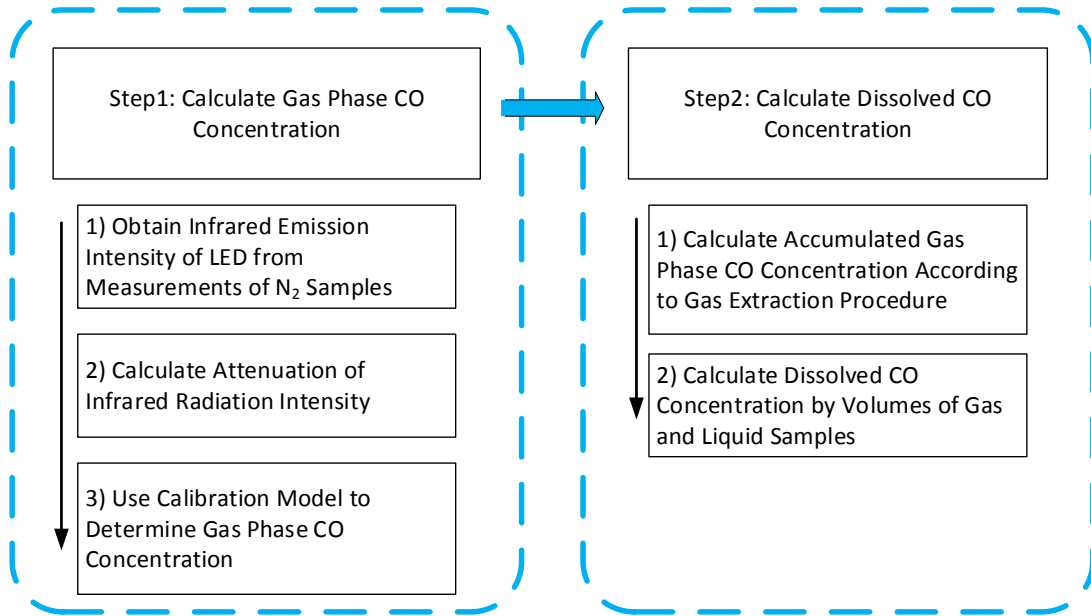 Step1: Calculate Gas Phase CO
Concentration
1) Obtain Infrared Emission
Intensity of LED from
Measurements of N₂ Samples
2) Calculate Attenuation of
Infrared Radiation Intensity
3) Use Calibration Model to
Determine Gas Phase CO
Concentration
Step2: Calculate Dissolved CO
Concentration
1) Calculate Accumulated Gas
Phase CO Concentration According
to Gas Extraction Procedure
2) Calculate Dissolved CO
Concentration by Volumes of Gas
and Liquid Samples